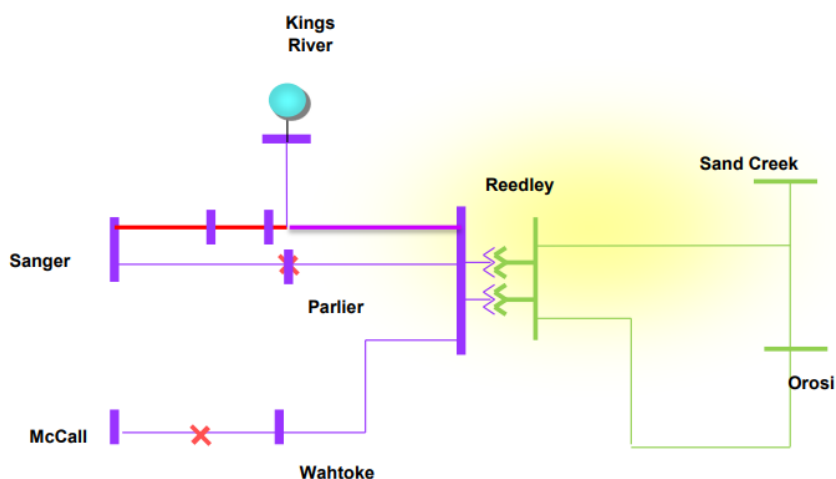 Kings
River
Sand Creek
Reedley
Sanger
Parlier
Orosi
McCall
Wahtoke